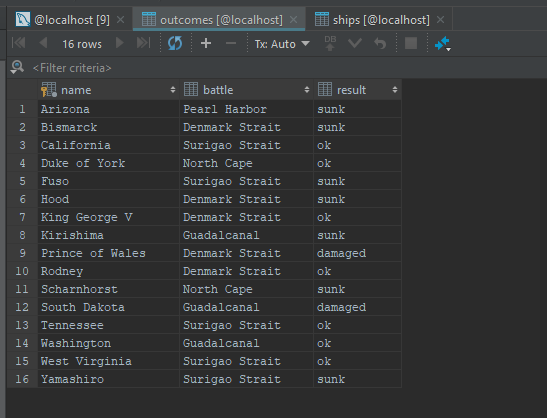 @localhost [9] outcomes [@localhost] ships [@localhost]
16 rows Tx: Auto DB
<Filter criteria>
name battle result
1 Arizona Pearl Harbor sunk
2 Bismarck Denmark Strait sunk
3 California Surigao Strait ok
4 Duke of York North Cape ok
5 Fuso Surigao Strait sunk
6 Hood Denmark Strait sunk
7 King George V Denmark Strait ok
8 Kirishima Guadalcanal sunk
9 Prince of Wales Denmark Strait damaged
10 Rodney Denmark Strait ok
11 Scharnhorst North Cape sunk
12 South Dakota Guadalcanal damaged
13 Tennessee Surigao Strait ok
14 Washington Guadalcanal ok
15 West Virginia Surigao Strait ok
16 Yamashiro Surigao Strait sunk